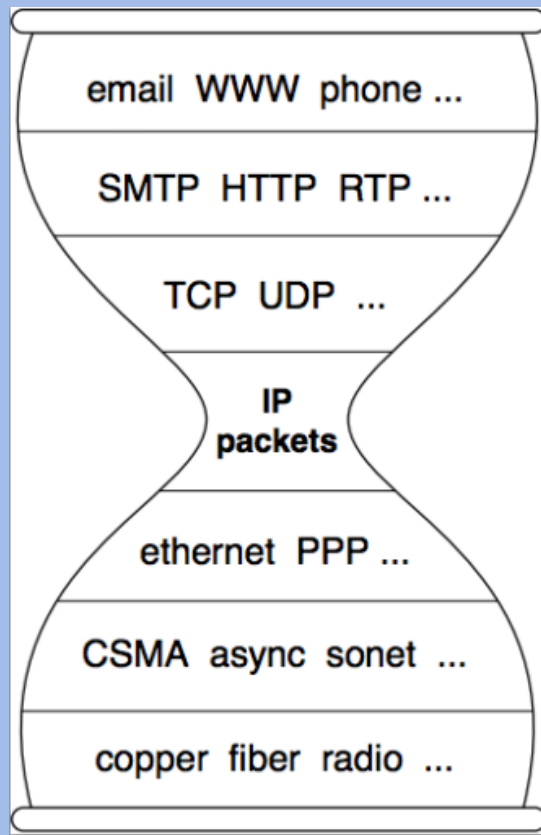 email WWW phone ...
SMTP HTTP RTP ...
TCP UDP ...
IP
packets
ethernet PPP ...
CSMA async sonet ...
copper fiber radio ...